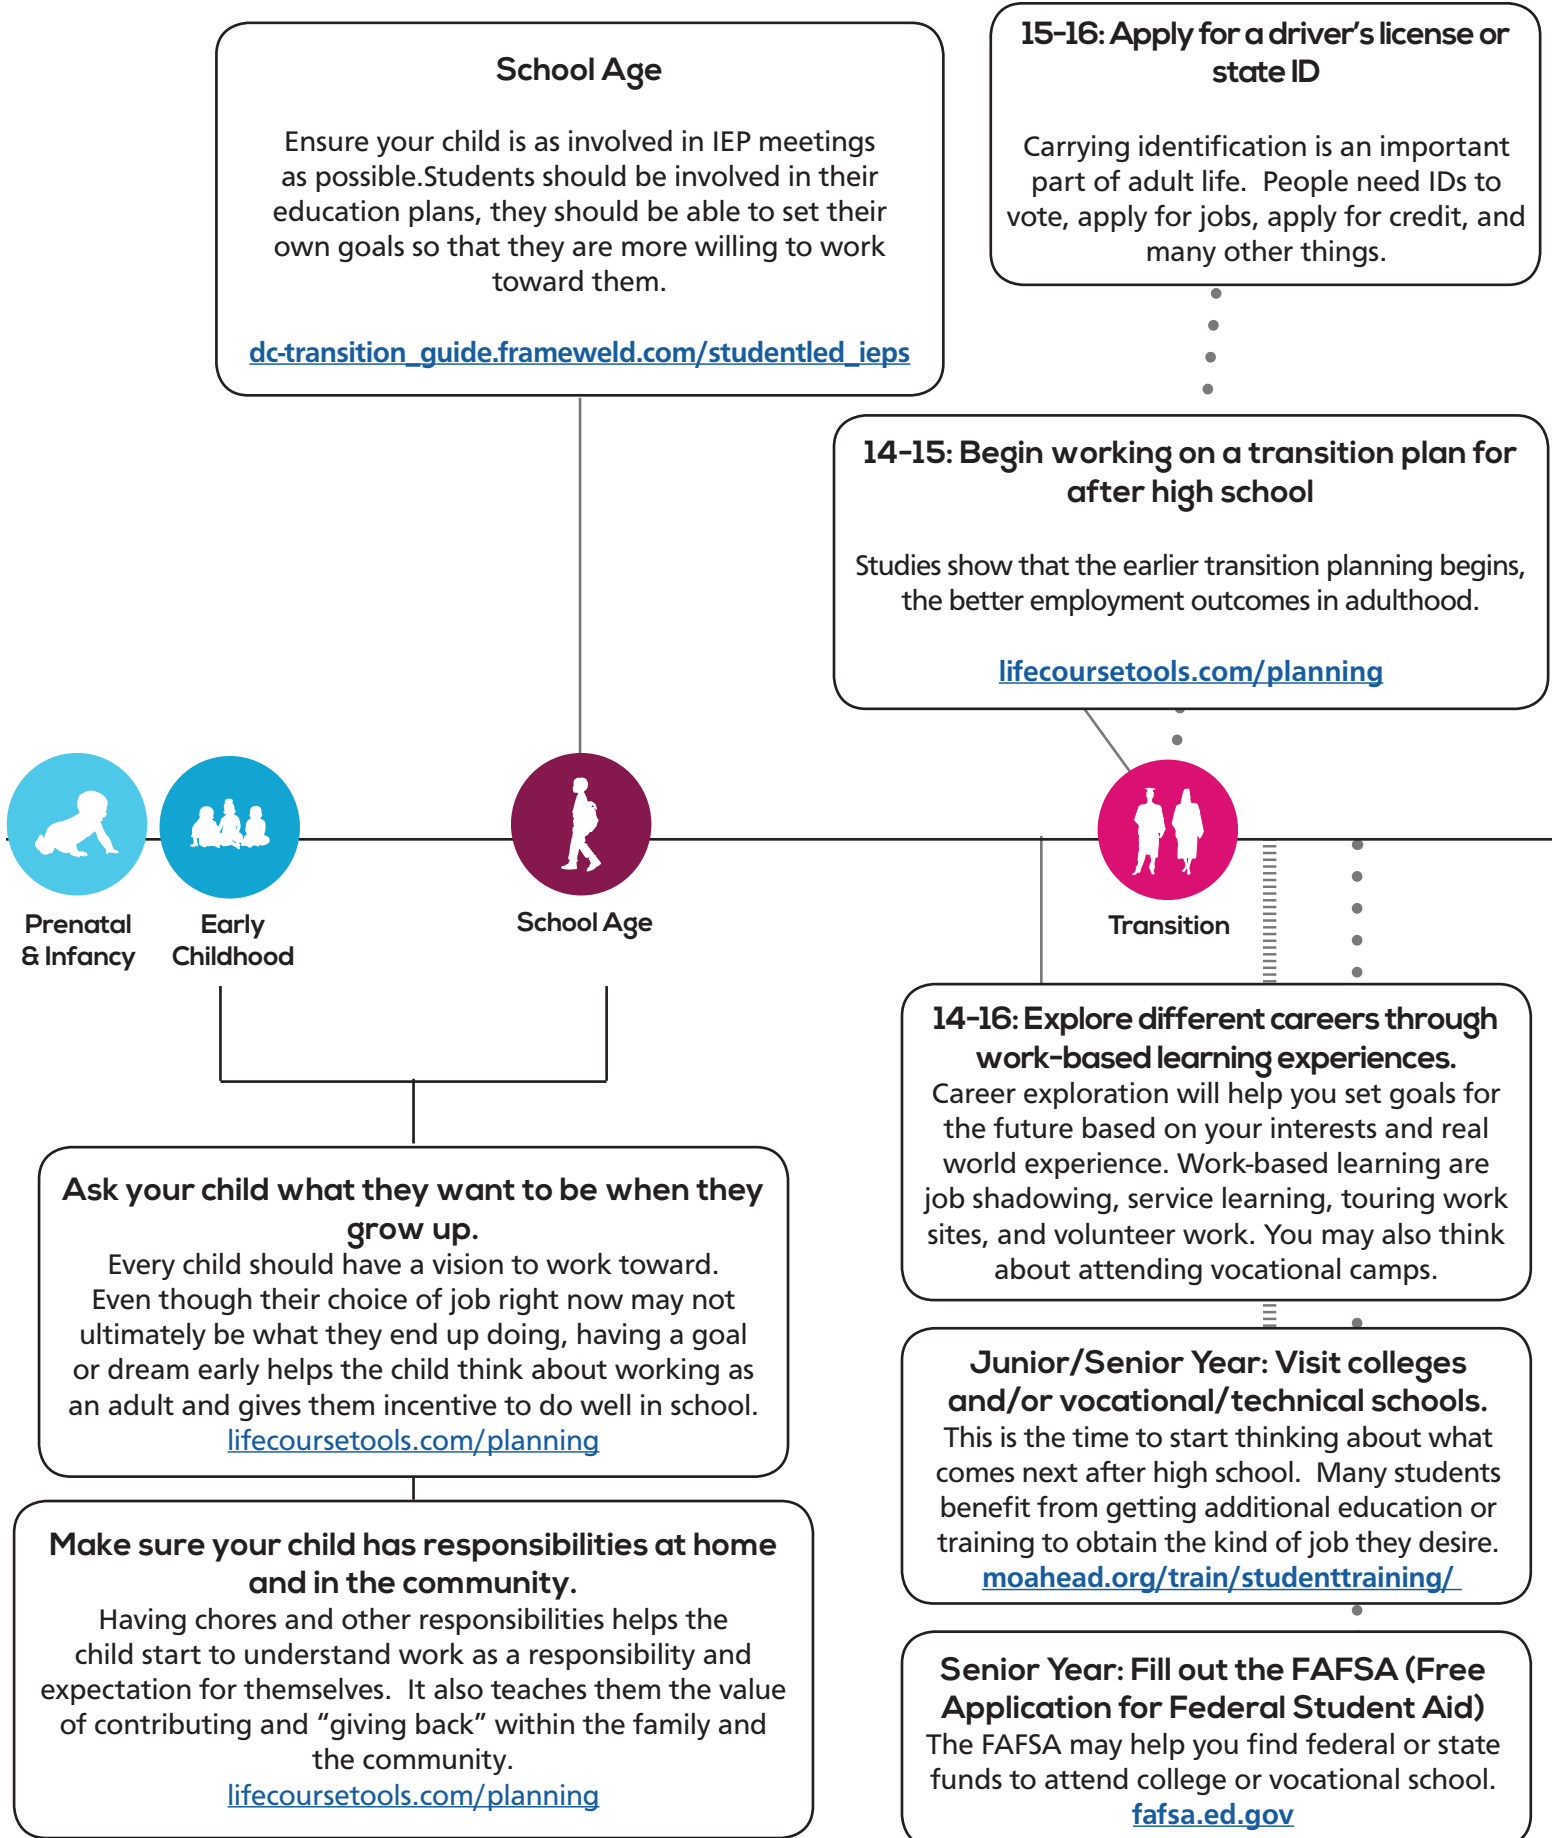 School Age
Ensure your child is as involved in IEP meetings
as possible.Students should be involved in their
education plans, they should be able to set their
own goals so that they are more willing to work
toward them.
dc-transition_guide.frameweld.com/studentled_ieps
15-16: Apply for a driver's license or
state ID
Carrying identification is an important
part of adult life.  People need IDs to
vote, apply for jobs, apply for credit, and
many other things.
14-15: Begin working on a transition plan for
after high school
Studies show that the earlier transition planning begins,
the better employment outcomes in adulthood.
lifecoursetools.com/planning
Prenatal
& Infancy
Early
Childhood
School Age
Transition
Ask your child what they want to be when they
grow up.
Every child should have a vision to work toward.
Even though their choice of job right now may not
ultimately be what they end up doing, having a goal
or dream early helps the child think about working as
an adult and gives them incentive to do well in school.
lifecoursetools.com/planning
Make sure your child has responsibilities at home
and in the community.
Having chores and other responsibilities helps the
child start to understand work as a responsibility and
expectation for themselves.  It also teaches them the value
of contributing and “giving back” within the family and
the community.
lifecoursetools.com/planning
14-16: Explore different careers through
work-based learning experiences.
Career exploration will help you set goals for
the future based on your interests and real
world experience. Work-based learning are
job shadowing, service learning, touring work
sites, and volunteer work. You may also think
about attending vocational camps.
Junior/Senior Year: Visit colleges
and/or vocational/technical schools.
This is the time to start thinking about what
comes next after high school.  Many students
benefit from getting additional education or
training to obtain the kind of job they desire.
moahead.org/train/studenttraining/
Senior Year: Fill out the FAFSA (Free
Application for Federal Student Aid)
The FAFSA may help you find federal or state
funds to attend college or vocational school.
fafsa.ed.gov